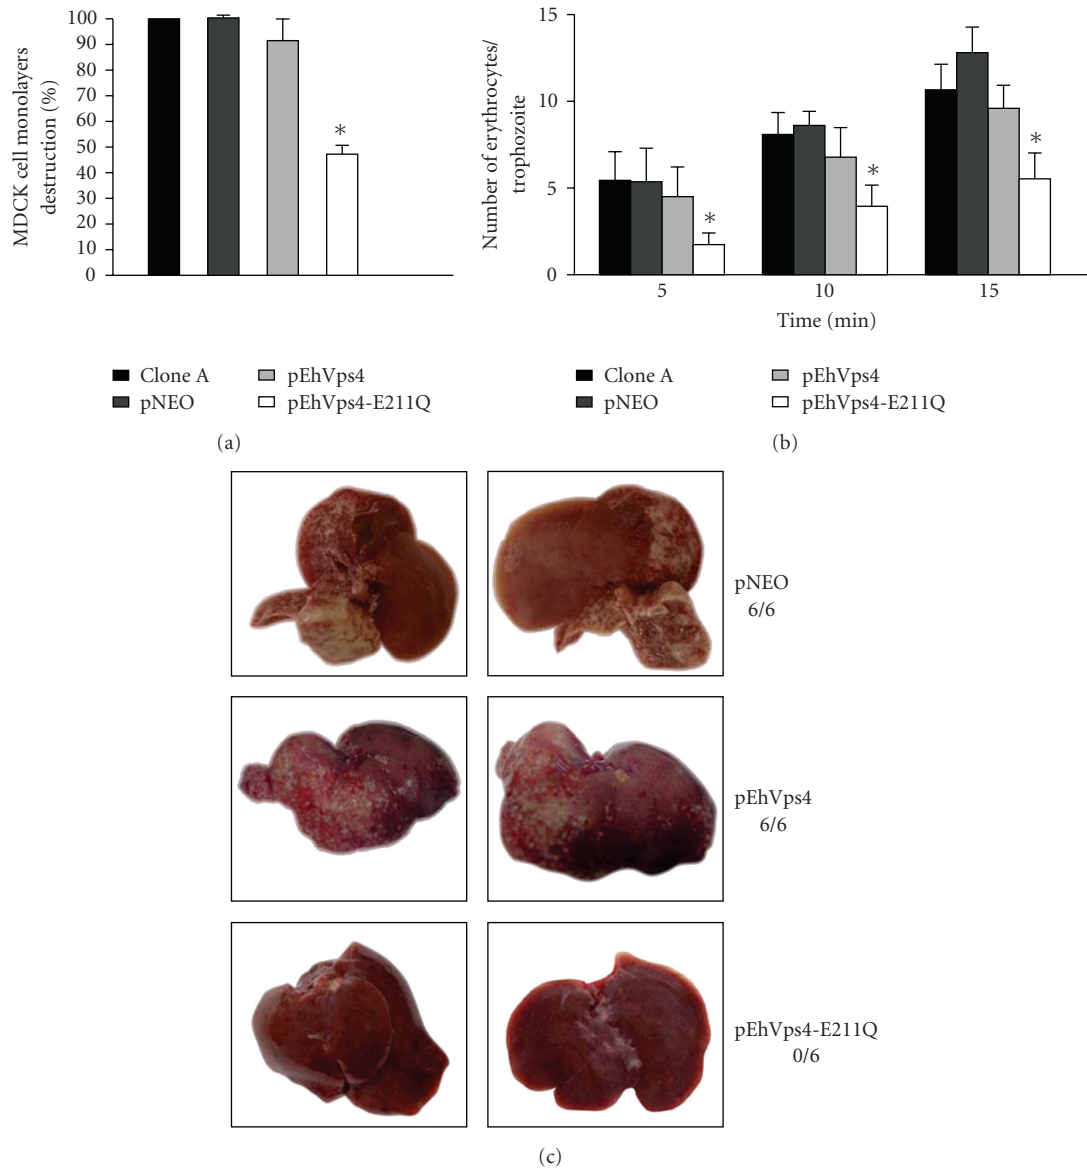 MDCK cell monolayers
destruction (%)
100
90
80
70
60
50
40
30
20
10
0
*
Clone A
pNEO
pEhVps4
pEhVps4-E211Q
(a)
Number of erythrocytes/
trophozoite
15
10
5
0
*
*
*
5 10 15
Time (min)
Clone A
pNEO
pEhVps4
pEhVps4-E211Q
(b)
pNEO
6/6
pEhVps4
6/6
pEhVps4-E211Q
0/6
(c)